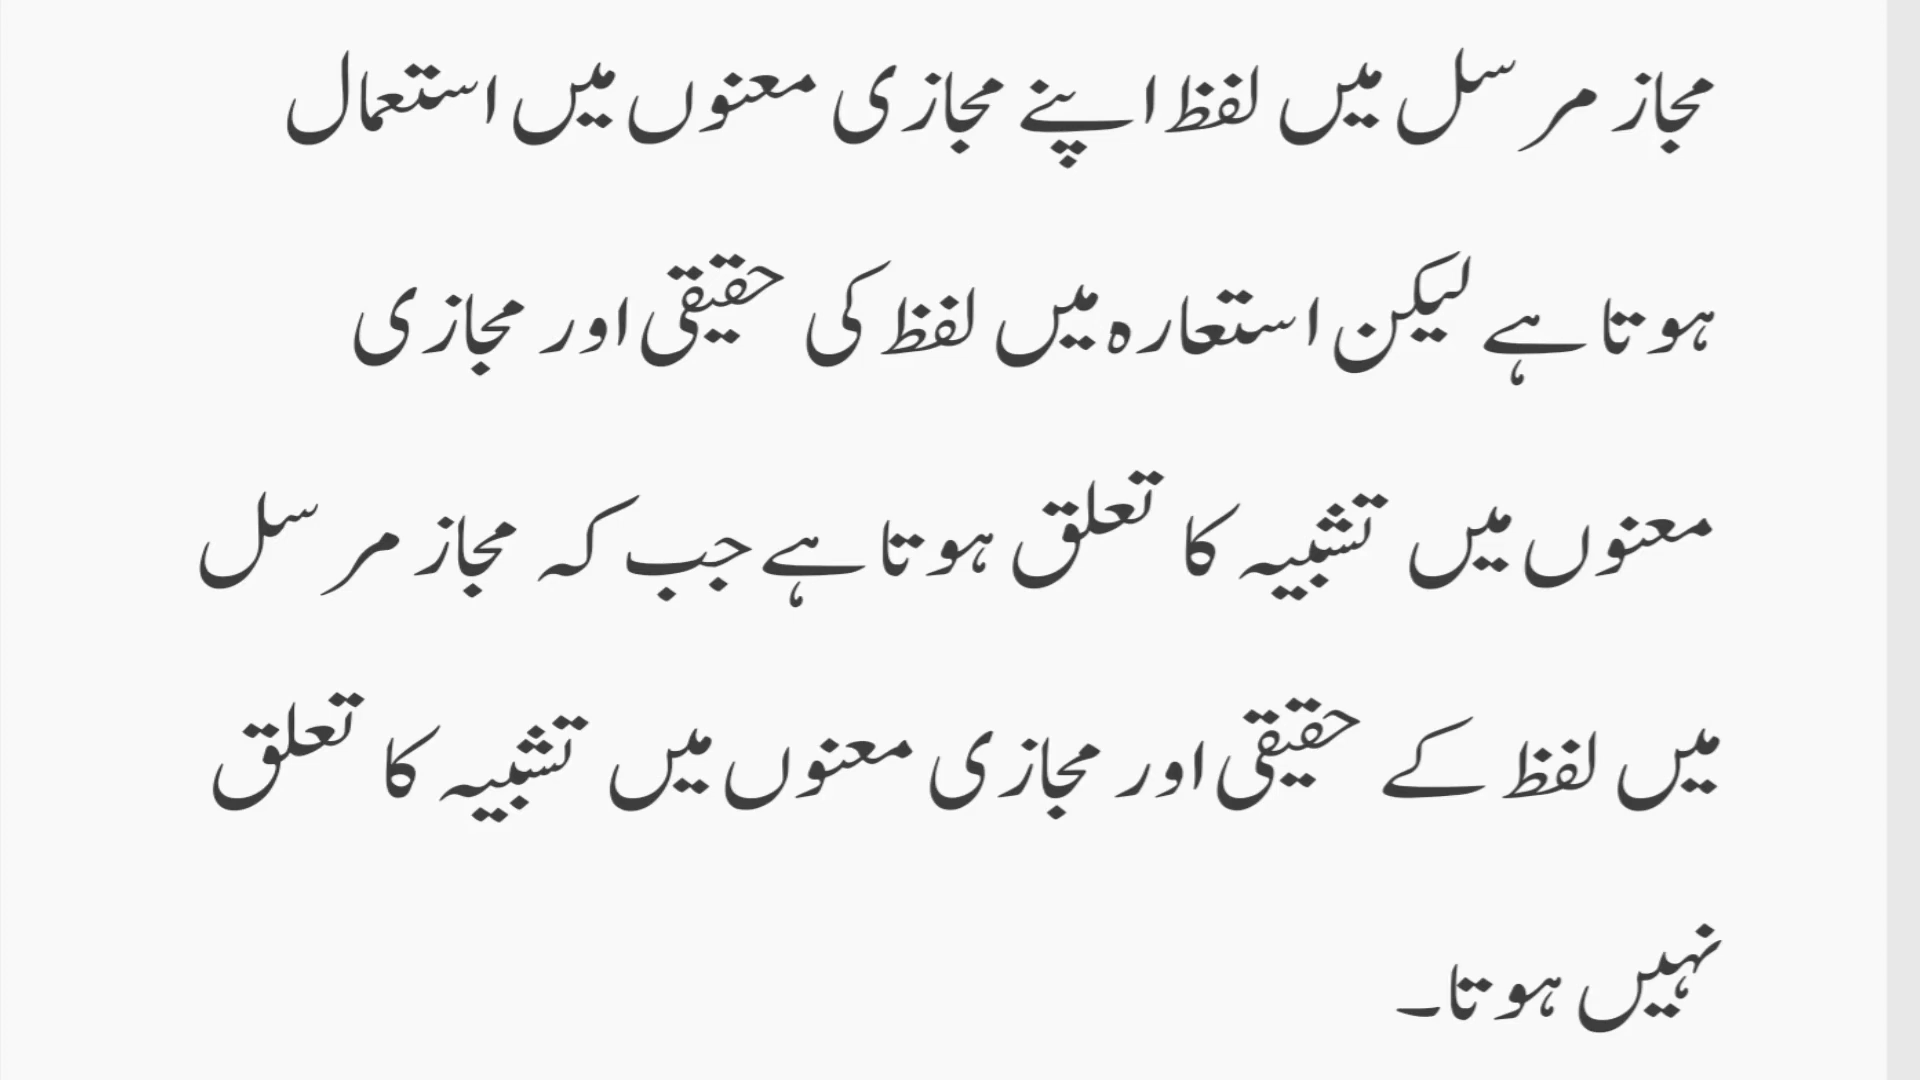 مجاز مرسل میں لفظ اپنے مجازی معنوں میں استعمال
ہوتا ہے لیکن استعارہ میں لفظ کی حقیقی اور مجازی
معنوں میں تشبیہ کا تعلق ہوتا ہے جب کہ مجاز مرسل
میں لفظ کے حقیقی اور مجازی معنوں میں تشبیہ کا تعلق
نہیں ہوتا۔